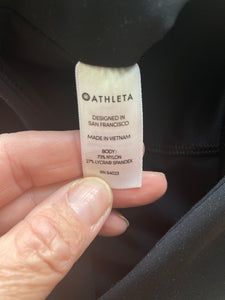 ATHLETA
DESIGNED IN
SAN FRANCISCO
MADE IN VIETNAM
BODY:
73% NYLON
27% LYCRA® SPANDEX
RN 54023